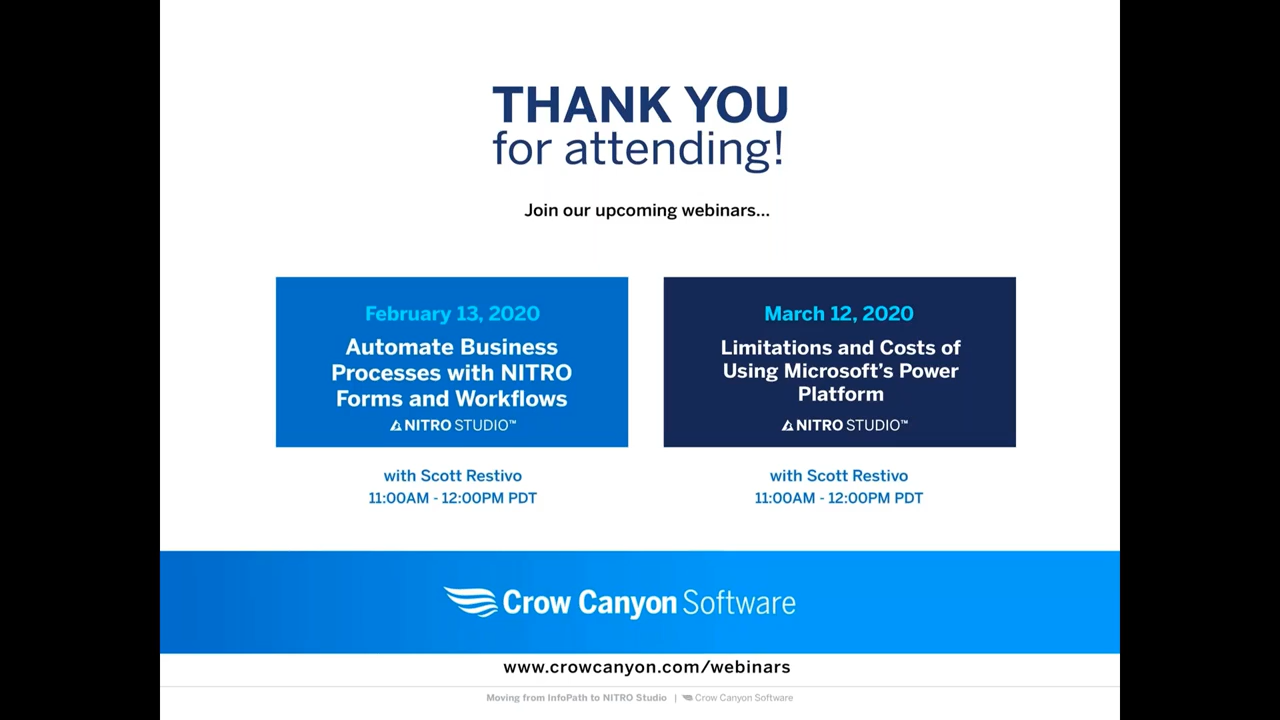 THANK YOU
for attending!
Join our upcoming webinars...
February 13, 2020
Automate Business
Processes with NITRO
Forms and Workflows
NITRO STUDIO™
with Scott Restivo
11:00AM - 12:00PM PDT
March 12, 2020
Limitations and Costs of
Using Microsoft's Power
Platform
NITRO STUDIO™
with Scott Restivo
11:00AM - 12:00PM PDT
Crow Canyon Software
www.crowcanyon.com/webinars
Moving from InfoPath to NITRO Studio | Crow Canyon Software